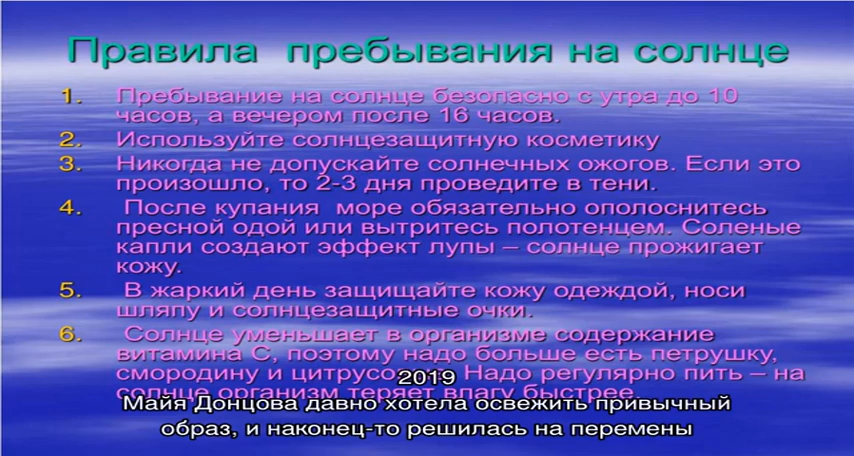 Правила пребывания на солнце
1. Пребывание на солнце безопасно с утра до 10
часов, а вечером после 16 часов.
2. Используйте солнцезащитную косметику
3. Никогда не допускайте солнечных ожогов. Если это
произошло, то 2-3 дня проведите в тени.
4. После купания море обязательно ополоснитесь
пресной одой или вытритесь полотенцем. Соленые
капли создают эффект лупы – солнце прожигает
кожу.
5. В жаркий день защищайте кожу одеждой, носи
шляпу и солнцезащитные очки.
6. Солнце уменьшает в организме содержание
витамина С, поэтому надо больше есть петрушку,
смородину и Надо регулярно пить – на
солнце организм теряет влагу быстрее.
2019
Майя Донцова давно хотела освежить привычный
образ, и наконец-то решилась на перемены